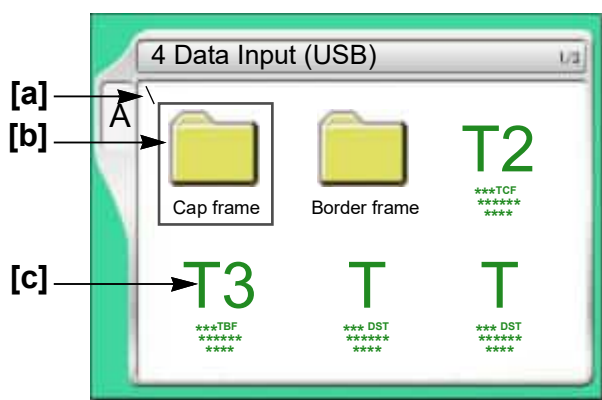 4 Data Input (USB) 1/3
[a] \
A
[b]
Cap frame Border frame T2
***TCF
******
****
[c] T3 T T
***TBF *** DST *** DST
****** ****** ******
**** **** ****